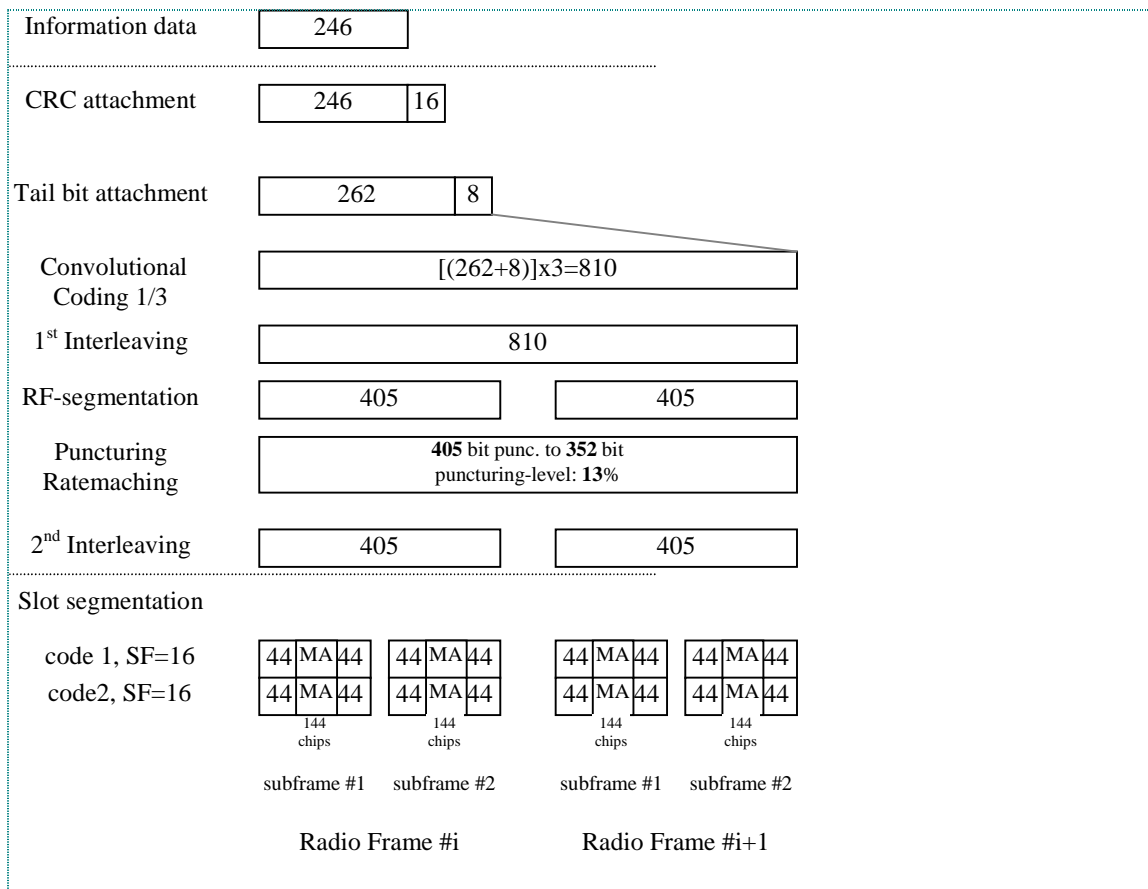 Information data 246
CRC attachment 246 16
Tail bit attachment 262 8
Convolutional
Coding 1/3
[(262+8)]x3=810
1st Interleaving 810
RF-segmentation 405 405
Puncturing
Ratemaching
405 bit punc. to 352 bit
puncturing-level: 13%
2nd Interleaving 405 405
Slot segmentation
code 1, SF=16 44 MA 44 44 MA 44 44 MA 44 44 MA 44
code2, SF=16 44 MA 44 44 MA 44 44 MA 44 44 MA 44
144 144 144 144
chips chips chips chips
subframe #1 subframe #2 subframe #1 subframe #2
Radio Frame #i Radio Frame #i+1